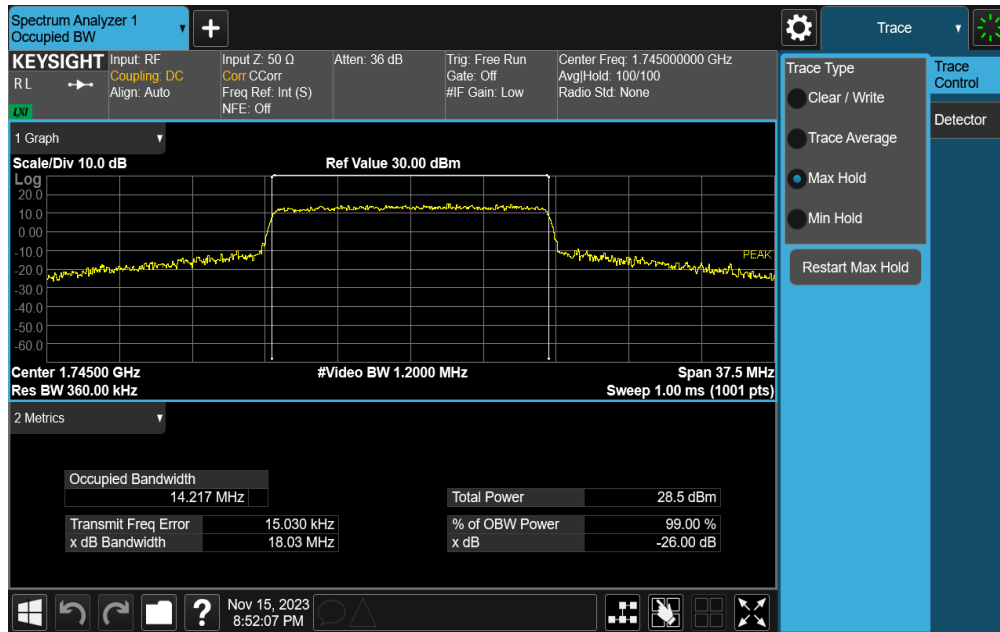 Spectrum Analyzer 1
Occupied BW
+
Trace
KEYSIGHT
R L
LXI
Input: RF
Coupling: DC
Align: Auto
Input Z: 50 Ω
Corr CCorr
Freq Ref: Int (S)
NFE: Off
Atten: 36 dB
Trig: Free Run
Gate: Off
#IF Gain: Low
Center Freq: 1.745000000 GHz
Avg|Hold: 100/100
Radio Std: None
1 Graph
Scale/Div 10.0 dB
Ref Value 30.00 dBm
Log
20.0
10.0
0.00
-10.0
-20.0
-30.0
-40.0
-50.0
-60.0
PEAK
Center 1.74500 GHz
#Video BW 1.2000 MHz
Span 37.5 MHz
Res BW 360.00 kHz
Sweep 1.00 ms (1001 pts)
2 Metrics
Occupied Bandwidth
14.217 MHz
Total Power 28.5 dBm
Transmit Freq Error 15.030 kHz
% of OBW Power 99.00 %
x dB Bandwidth 18.03 MHz
x dB -26.00 dB
Trace Type
Clear / Write
Trace Average
Max Hold
Min Hold
Restart Max Hold
Trace
Control
Detector
?
Nov 15, 2023
8:52:07 PM